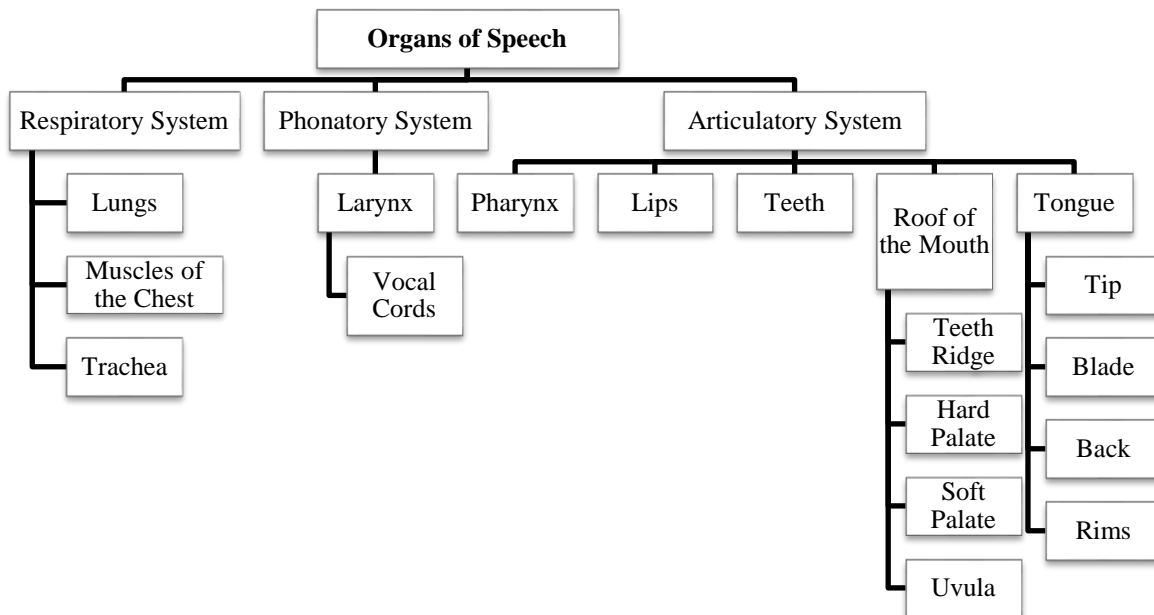 Organs of Speech
Respiratory System
Phonatory System
Articulatory System
Lungs
Muscles of
the Chest
Trachea
Larynx
Vocal
Cords
Pharynx
Lips
Teeth
Roof of
the Mouth
Teeth
Ridge
Hard
Palate
Soft
Palate
Uvula
Tongue
Tip
Blade
Back
Rims